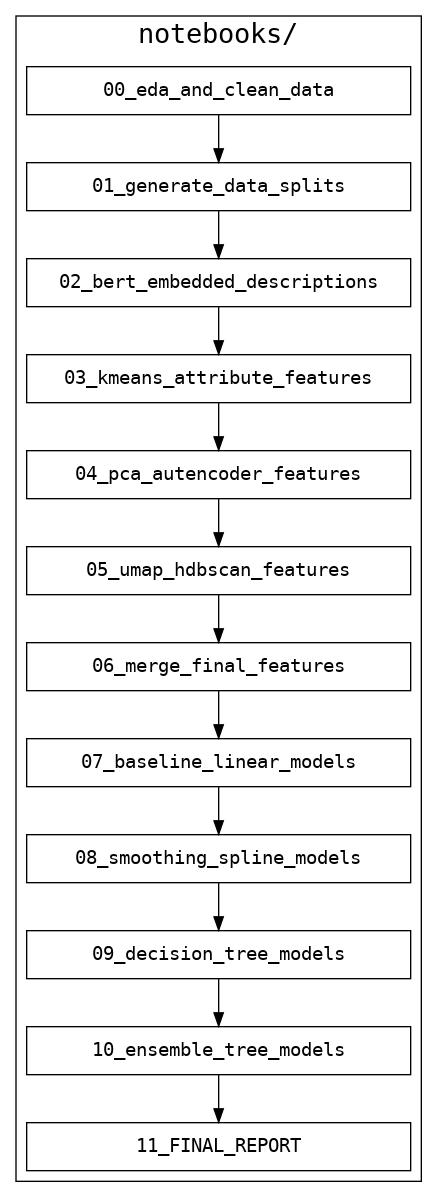 notebooks/
00_eda_and_clean_data
01_generate_data_splits
02_bert_embedded_descriptions
03_kmeans_attribute_features
04_pca_autencoder_features
05_umap_hdbscan_features
06_merge_final_features
07_baseline_linear_models
08_smoothing_spline_models
09_decision_tree_models
10_ensemble_tree_models
11_FINAL_REPORT